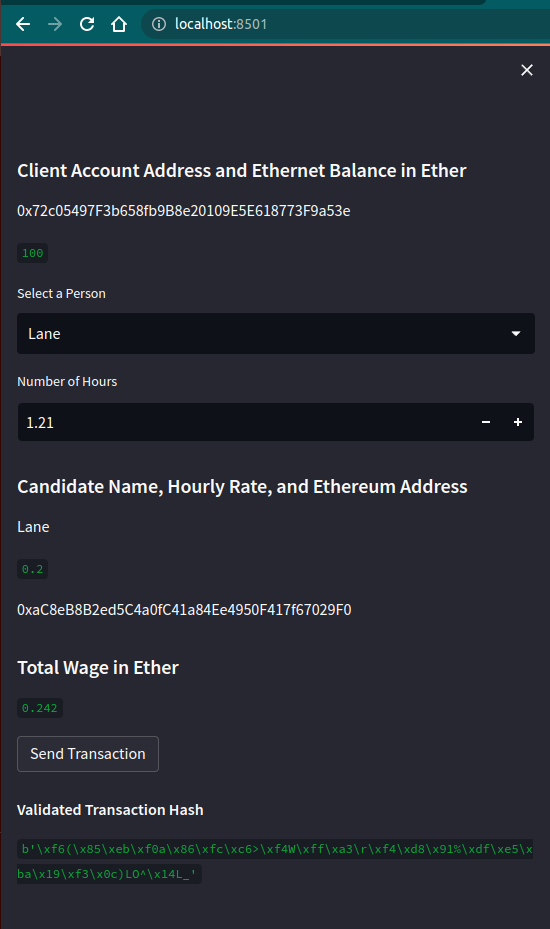 localhost:8501
Client Account Address and Ethernet Balance in Ether
0x72c05497F3b658fb9B8e20109E5E618773F9a53e
100
Select a Person
Lane
Number of Hours
1.21
Candidate Name, Hourly Rate, and Ethereum Address
Lane
0.2
0xaC8eB8B2ed5C4a0fC41a84Ee4950F417f67029F0
Total Wage in Ether
0.242
Send Transaction
Validated Transaction Hash
b'\xf6(\x85\xeb\xf0a\x86\xfc\xc6>\xf4W\xff\xa3\r\xf4\xd8\x91%\xdf\xe5\x
ba\x19\xf3\x0c)LO^\x14L_'